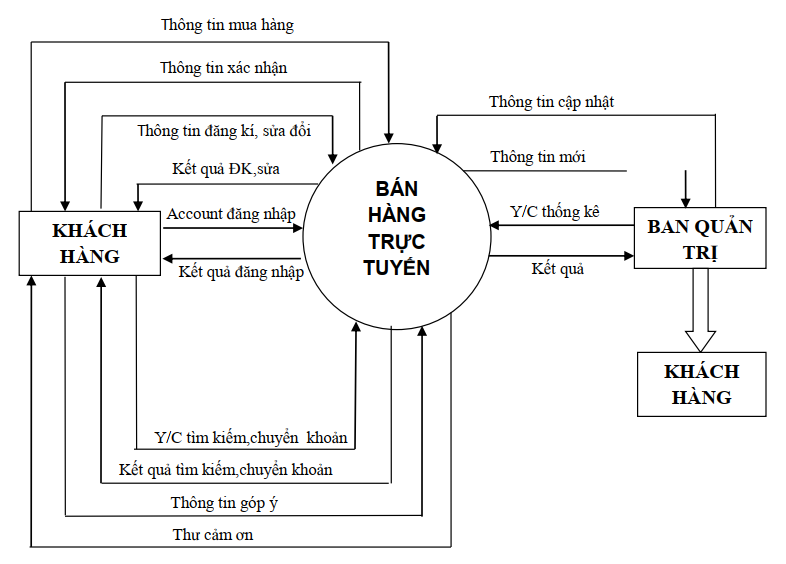 Thông tin mua hàng
Thông tin xác nhận
Thông tin cập nhật
Thông tin đăng kí, sửa đổi
Thông tin mới
Kết quả ĐK,sửa
BÁN
HÀNG
TRỰC
TUYẾN
Account đăng nhập
Y/C thống kê
KHÁCH
HÀNG
BAN QUẢN
TRỊ
Kết quả đăng nhập
Kết quả
KHÁCH
HÀNG
Y/C tìm kiếm,chuyển khoản
Kết quả tìm kiếm,chuyển khoản
Thông tin góp ý
Thư cảm ơn